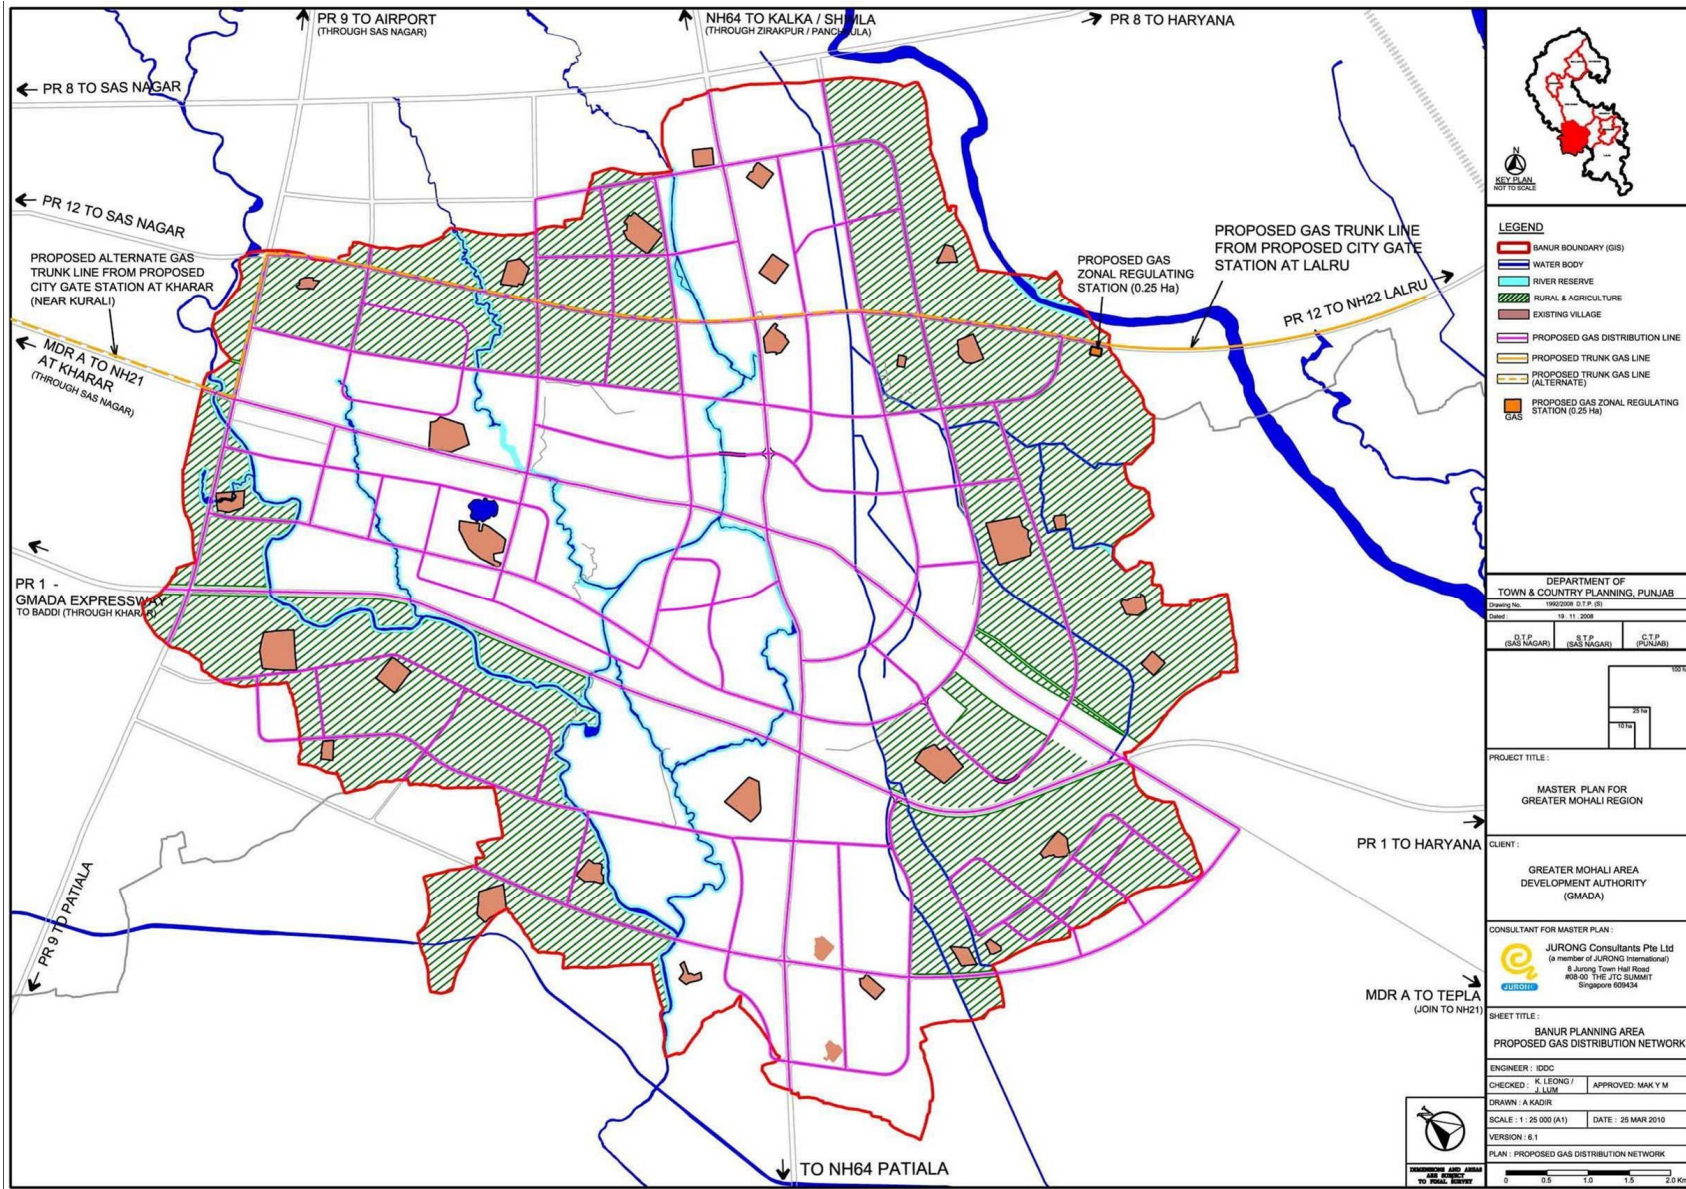 PR 9 TO AIRPORT
(THROUGH SAS NAGAR)
NH64 TO KALKA / SHIMLA
(THROUGH ZIRAKPUR / PANCHKULA)
PR 8 TO HARYANA
PR 8 TO SAS NAGAR
PR 12 TO SAS NAGAR
PROPOSED ALTERNATE GAS
TRUNK LINE FROM PROPOSED
CITY GATE STATION AT KHARAR
(NEAR KURALI)
MDR A TO NH21
AT KHARAR
(THROUGH SAS NAGAR)
PROPOSED GAS
ZONAL REGULATING
STATION (0.25 Ha)
PROPOSED GAS TRUNK LINE
FROM PROPOSED CITY GATE
STATION AT LALRU
PR 12 TO NH22 LALRU
PR 1 -
GMADA EXPRESSWAY
TO BADDI (THROUGH KHARAR)
PR 9 TO PATIALA
PR 1 TO HARYANA
MDR A TO TEPLA
(JOIN TO NH21)
TO NH64 PATIALA
DIMENSIONS AND AREAS
ARE SUBJECT
TO FINAL SURVEY
N
KEY PLAN
NOT TO SCALE
LEGEND
BANUR BOUNDARY (GIS)
WATER BODY
RIVER RESERVE
RURAL & AGRICULTURE
EXISTING VILLAGE
PROPOSED GAS DISTRIBUTION LINE
PROPOSED TRUNK GAS LINE
PROPOSED TRUNK GAS LINE
(ALTERNATE)
PROPOSED GAS ZONAL REGULATING
STATION (0.25 Ha)
GAS
DEPARTMENT OF
TOWN & COUNTRY PLANNING, PUNJAB
Drawing No. 1992/2008 D.T.P. (S)
Dated : 19 . 11 . 2008
D.T.P (SAS NAGAR)
S.T.P (SAS NAGAR)
C.T.P (PUNJAB)
100 h
25 ha
10 ha
PROJECT TITLE :
MASTER PLAN FOR
GREATER MOHALI REGION
CLIENT :
GREATER MOHALI AREA
DEVELOPMENT AUTHORITY
(GMADA)
CONSULTANT FOR MASTER PLAN :
JURONG Consultants Pte Ltd
(a member of JURONG International)
8 Jurong Town Hall Road
#08-00 THE JTC SUMMIT
Singapore 609434
JURONG
SHEET TITLE :
BANUR PLANNING AREA
PROPOSED GAS DISTRIBUTION NETWORK
ENGINEER : IDDC
CHECKED : K. LEONG / J. LUM
APPROVED: MAK Y M
DRAWN : A KADIR
SCALE : 1 : 25 000 (A1)
DATE : 25 MAR 2010
VERSION : 6.1
PLAN : PROPOSED GAS DISTRIBUTION NETWORK
0 0.5 1.0 1.5 2.0 Km